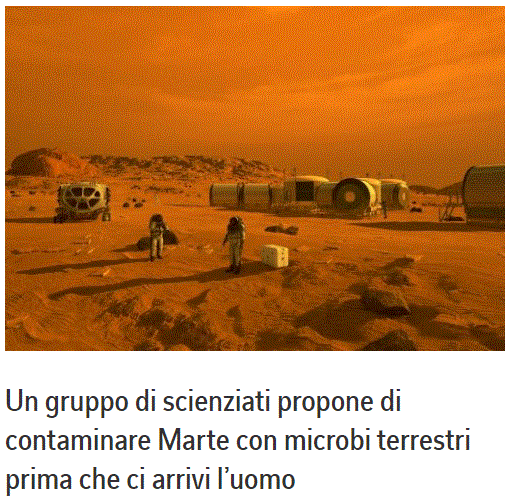 Un gruppo di scienziati propone di
contaminare Marte con microbi terrestri
prima che ci arrivi l’uomo